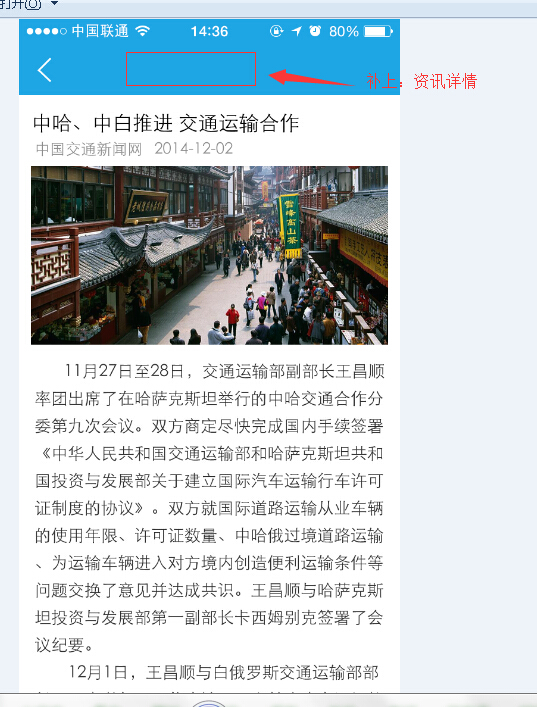 打开(O)
中国联通 14:36 80%
补上：资讯详情
中哈、中白推进 交通运输合作
中国交通新闻网 2014-12-02
雲峰高山茶
11月27日至28日，交通运输部副部长王昌顺
率团出席了在哈萨克斯坦举行的中哈交通合作分
委第九次会议。双方商定尽快完成国内手续签署
《中华人民共和国交通运输部和哈萨克斯坦共和
国投资与发展部关于建立国际汽车运输行车许可
证制度的协议》。双方就国际道路运输从业车辆
的使用年限、许可证数量、中哈俄过境道路运输
、为运输车辆进入对方境内创造便利运输条件等
问题交换了意见并达成共识。王昌顺与哈萨克斯
坦投资与发展部第一副部长卡西姆别克签署了会
议纪要。
12月1日，王昌顺与白俄罗斯交通运输部部